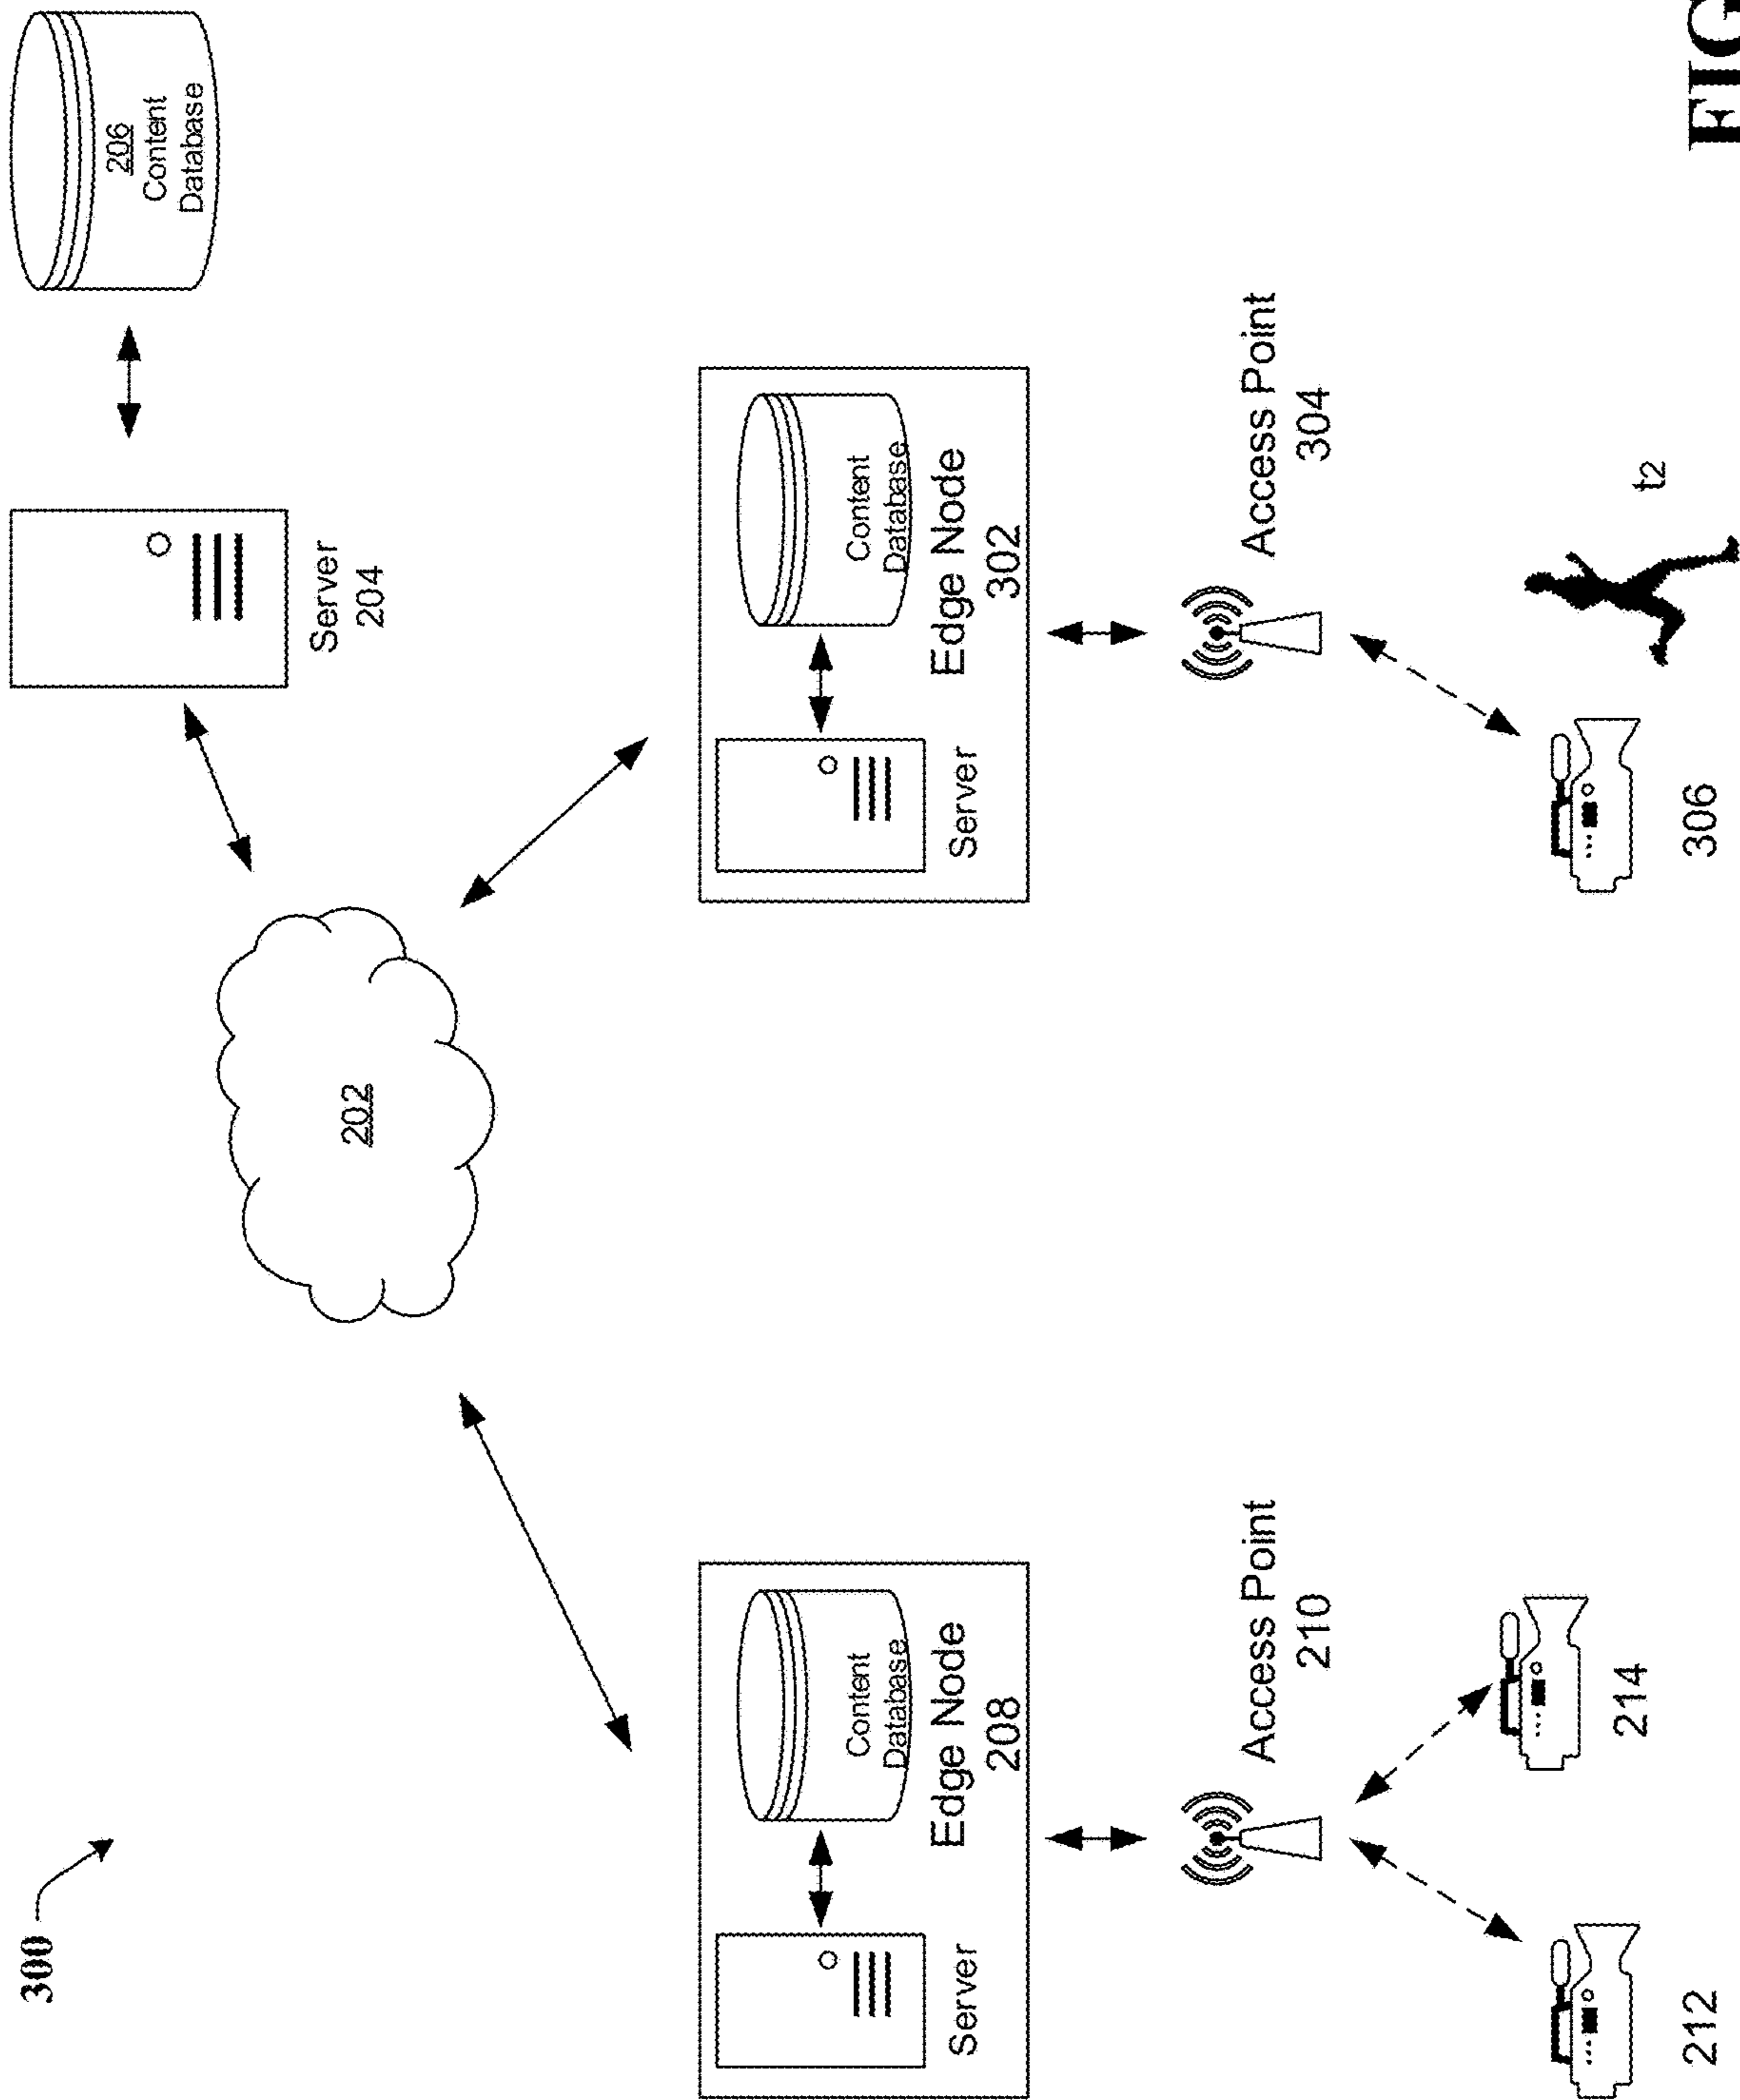 300
206
Content
Database
Server
204
202
Content
Database
Server
Edge Node
208
Content
Database
Server
Edge Node
302
Access Point
210
Access Point
304
212
214
306
t2
FIG